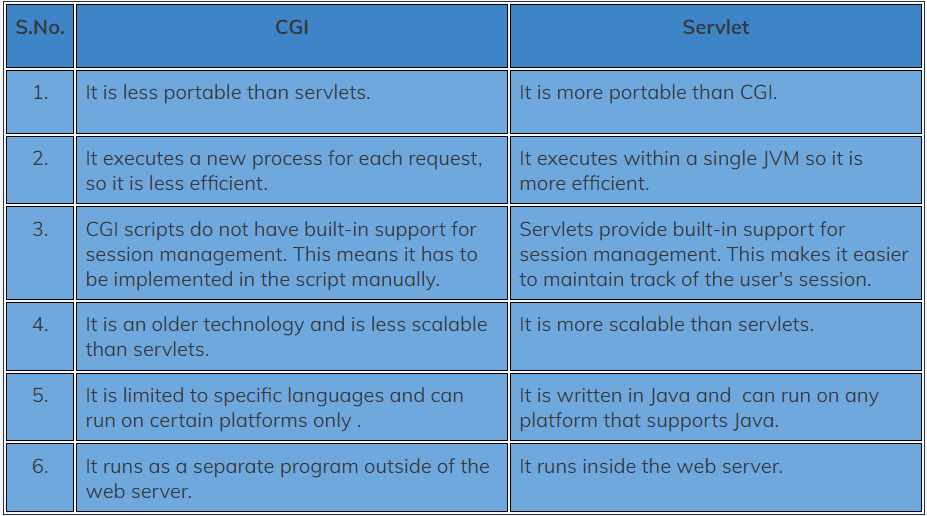 S.No. CGI Servlet
1. It is less portable than servlets. It is more portable than CGI.
2. It executes a new process for each request, It executes within a single JVM so it is
so it is less efficient. more efficient.
3. CGI scripts do not have built-in support for Servlets provide built-in support for
session management. This means it has to session management. This makes it easier
be implemented in the script manually. to maintain track of the user's session.
4. It is an older technology and is less scalable It is more scalable than servlets.
than servlets.
5. It is limited to specific languages and can It is written in Java and  can run on any
run on certain platforms only . platform that supports Java.
6. It runs as a separate program outside of the It runs inside the web server.
web server.